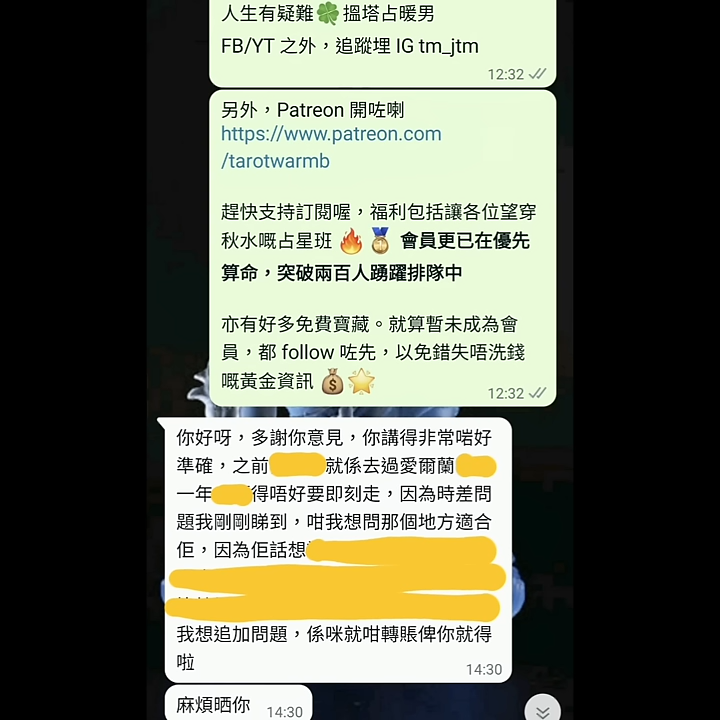 人生有疑難🍀搵塔占暖男
FB/YT 之外，追蹤埋 IG tm_jtm
12:32
另外，Patreon 開咗喇
https://www.patreon.com
/tarotwarmb
趕快支持訂閱喔，福利包括讓各位望穿
秋水嘅占星班 🔥🏅 會員更已在優先
算命，突破兩百人踴躍排隊中
亦有好多免費寶藏。就算暫未成為會
員，都 follow 咗先，以免錯失唔洗錢
嘅黃金資訊 💰🌟
12:32
你好呀，多謝你意見，你講得非常啱好
準確，之前 就係去過愛爾蘭
一年 得唔好要即刻走，因為時差問
題我剛剛睇到，咁我想問那個地方適合
佢，因為佢話想
我想追加問題，係咪就咁轉賬俾你就得
啦
14:30
麻煩晒你 14:30